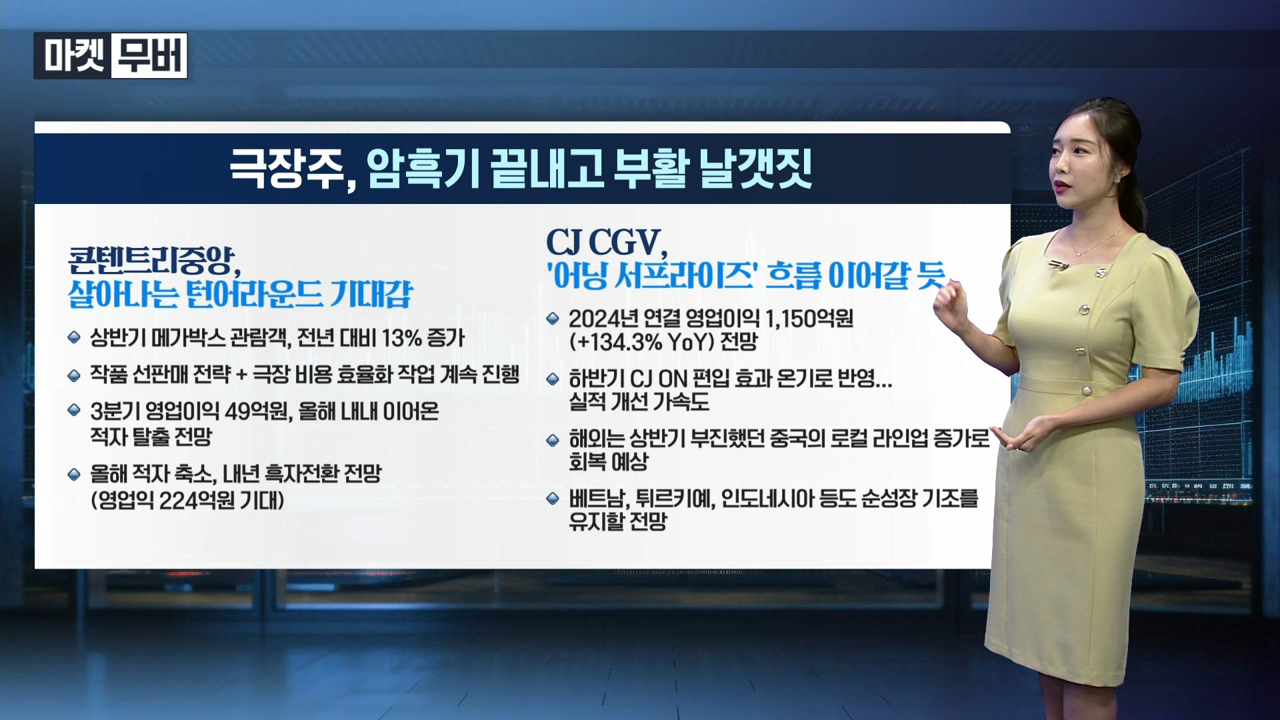 마켓무버
극장주, 암흑기 끝내고 부활 날갯짓
콘텐트리중앙,
살아나는 턴어라운드 기대감
상반기 메가박스 관람객, 전년 대비 13% 증가
작품 선판매 전략 + 극장 비용 효율화 작업 계속 진행
3분기 영업이익 49억원, 올해 내내 이어온
적자 탈출 전망
올해 적자 축소, 내년 흑자전환 전망
(영업익 224억원 기대)
CJ CGV,
'어닝 서프라이즈' 흐름 이어갈 듯
2024년 연결 영업이익 1,150억원
(+134.3% YoY) 전망
하반기 CJ ON 편입 효과 온기로 반영...
실적 개선 가속도
해외는 상반기 부진했던 중국의 로컬 라인업 증가로
회복 예상
베트남, 튀르키예, 인도네시아 등도 순성장 기조를
유지할 전망